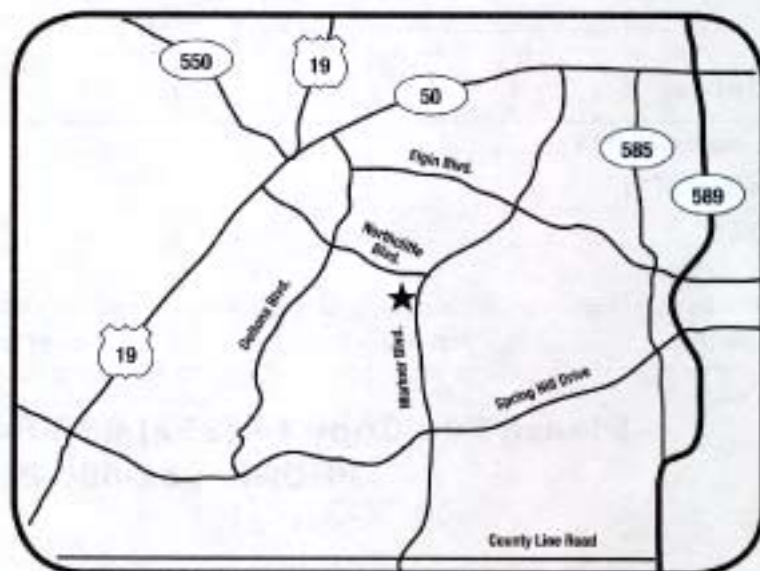 550
19
50
Elgin Blvd.
585
589
Northcliffe
Blvd.
Deltona Blvd.
Mariner Blvd.
19
Spring Hill Drive
County Line Road